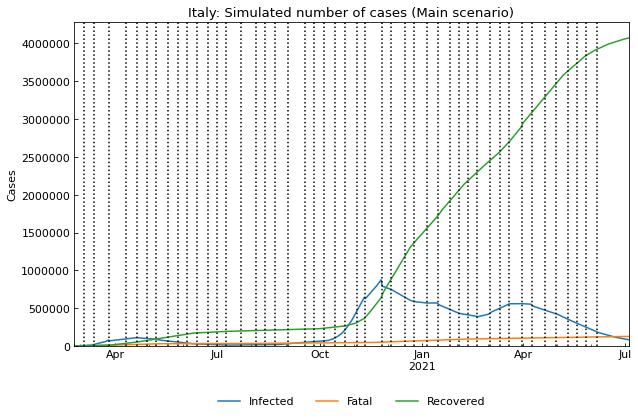 Italy: Simulated number of cases (Main scenario)
4000000
3500000
3000000
2500000
2000000
1500000
1000000
500000
0
Cases
Apr Jul Oct Jan Apr Jul
2021
Infected Fatal Recovered